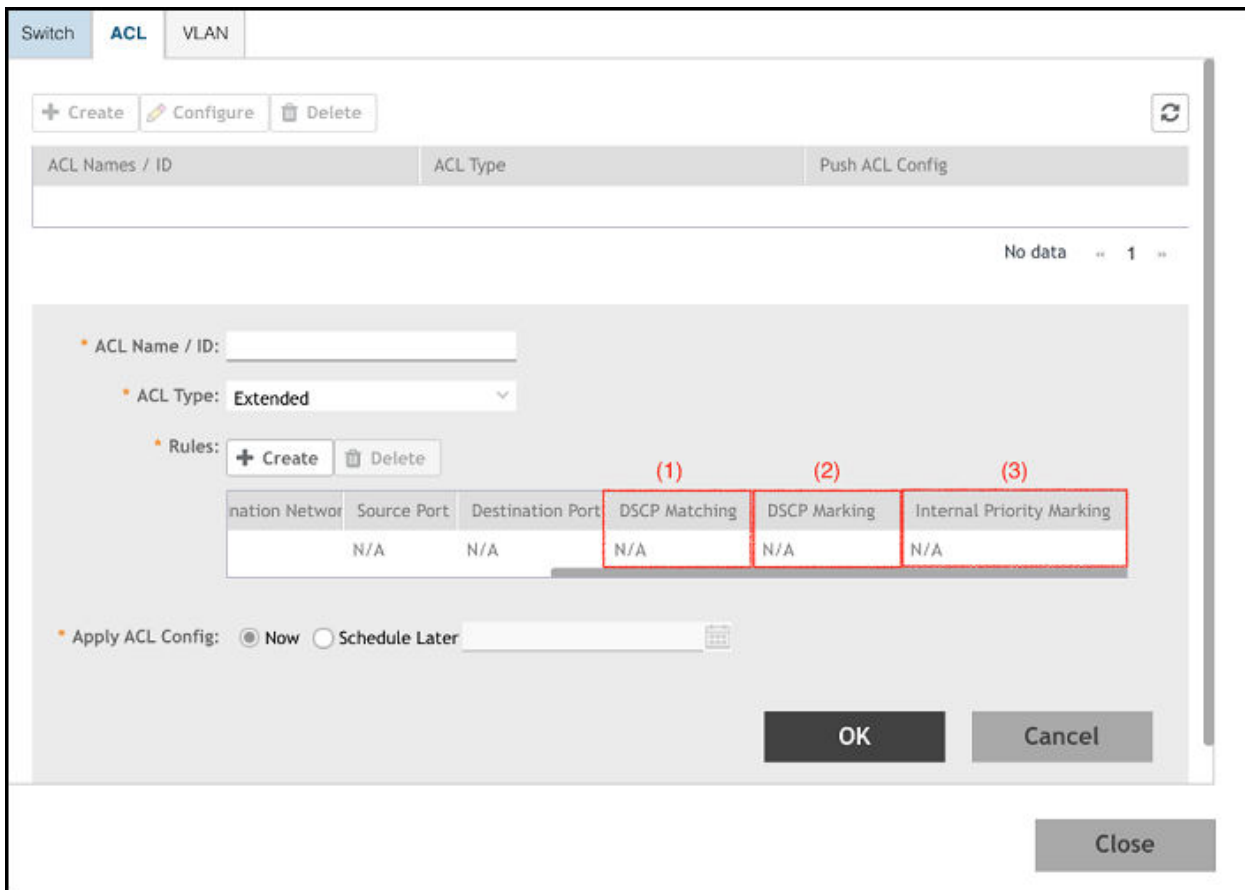 Switch ACL VLAN
+ Create Configure Delete
ACL Names / ID ACL Type Push ACL Config
No data « 1 »
* ACL Name / ID:
* ACL Type: Extended
* Rules: + Create Delete
(1) (2) (3)
nation Networ Source Port Destination Port DSCP Matching DSCP Marking Internal Priority Marking
N/A N/A N/A N/A N/A
* Apply ACL Config: Now Schedule Later
OK Cancel
Close